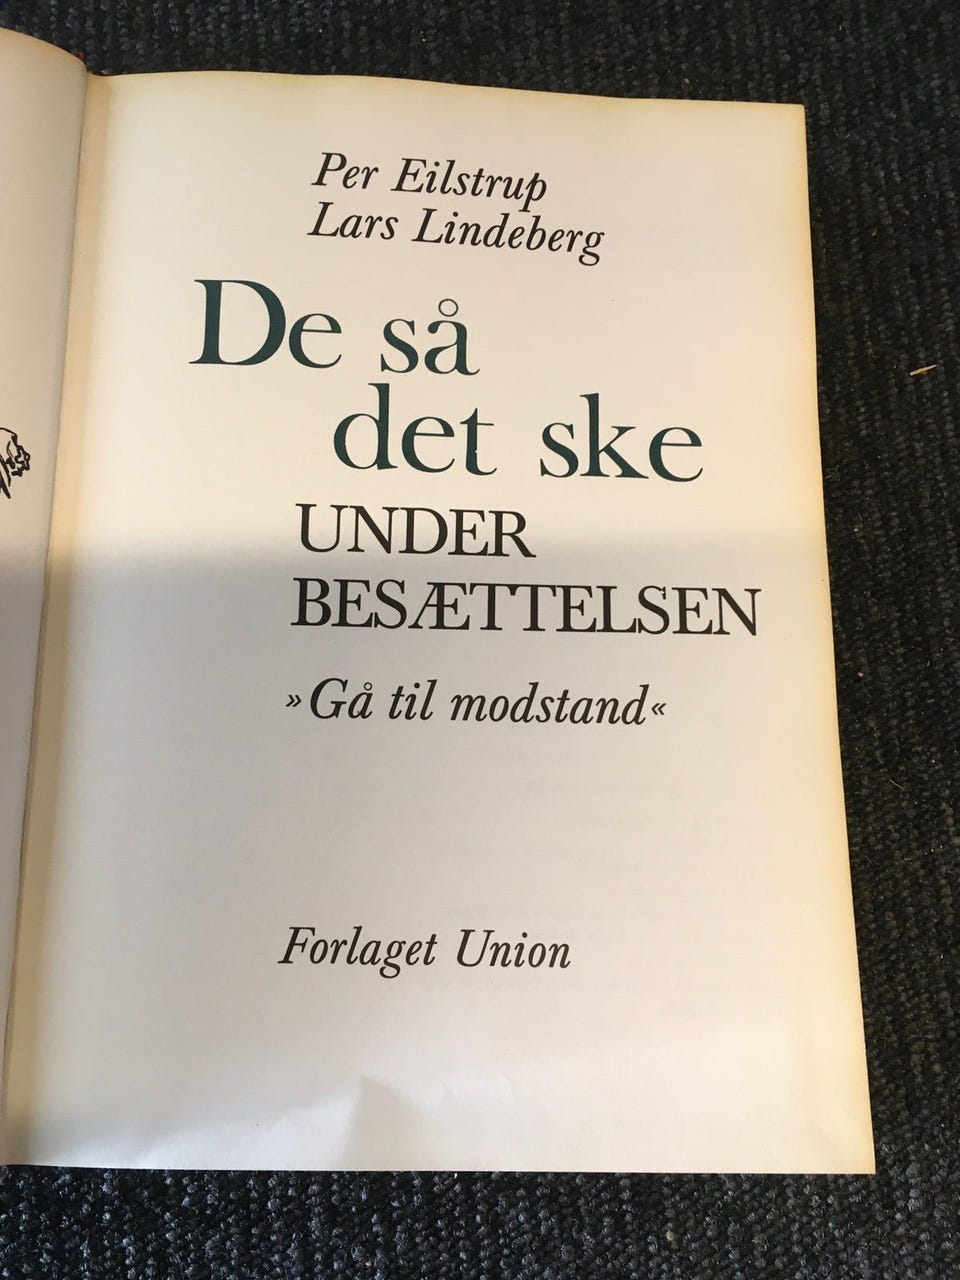 Per Eilstrup
Lars Lindeberg
De så
det ske
UNDER
BESÆTTELSEN
»Gå til modstand«
Forlaget Union